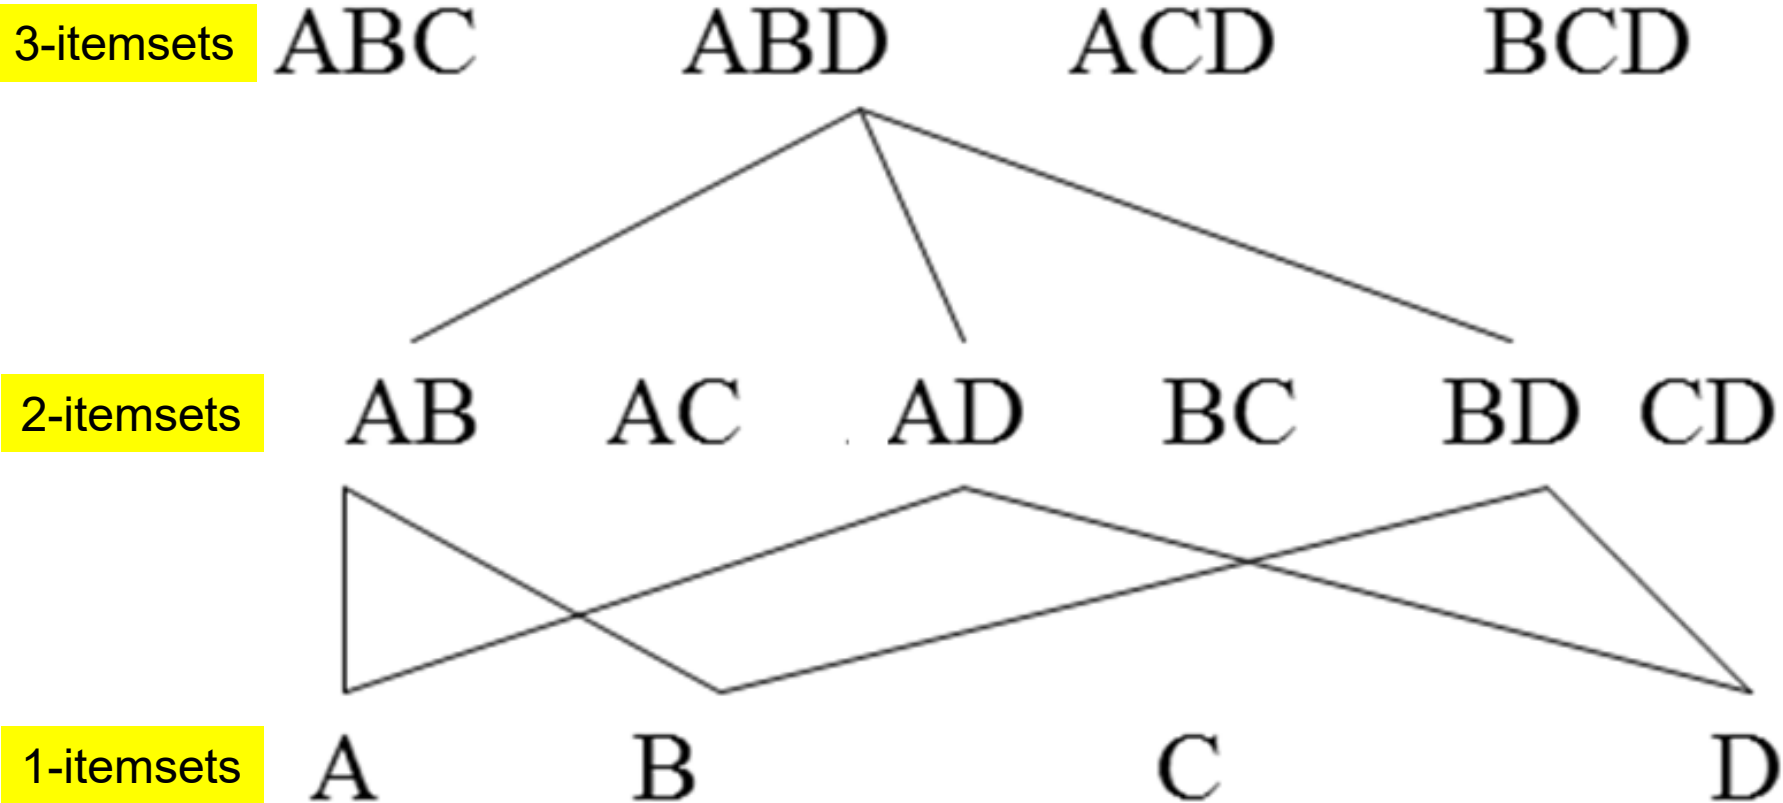 3-itemsets ABC ABD ACD BCD
2-itemsets AB AC AD BC BD CD
1-itemsets A B C D